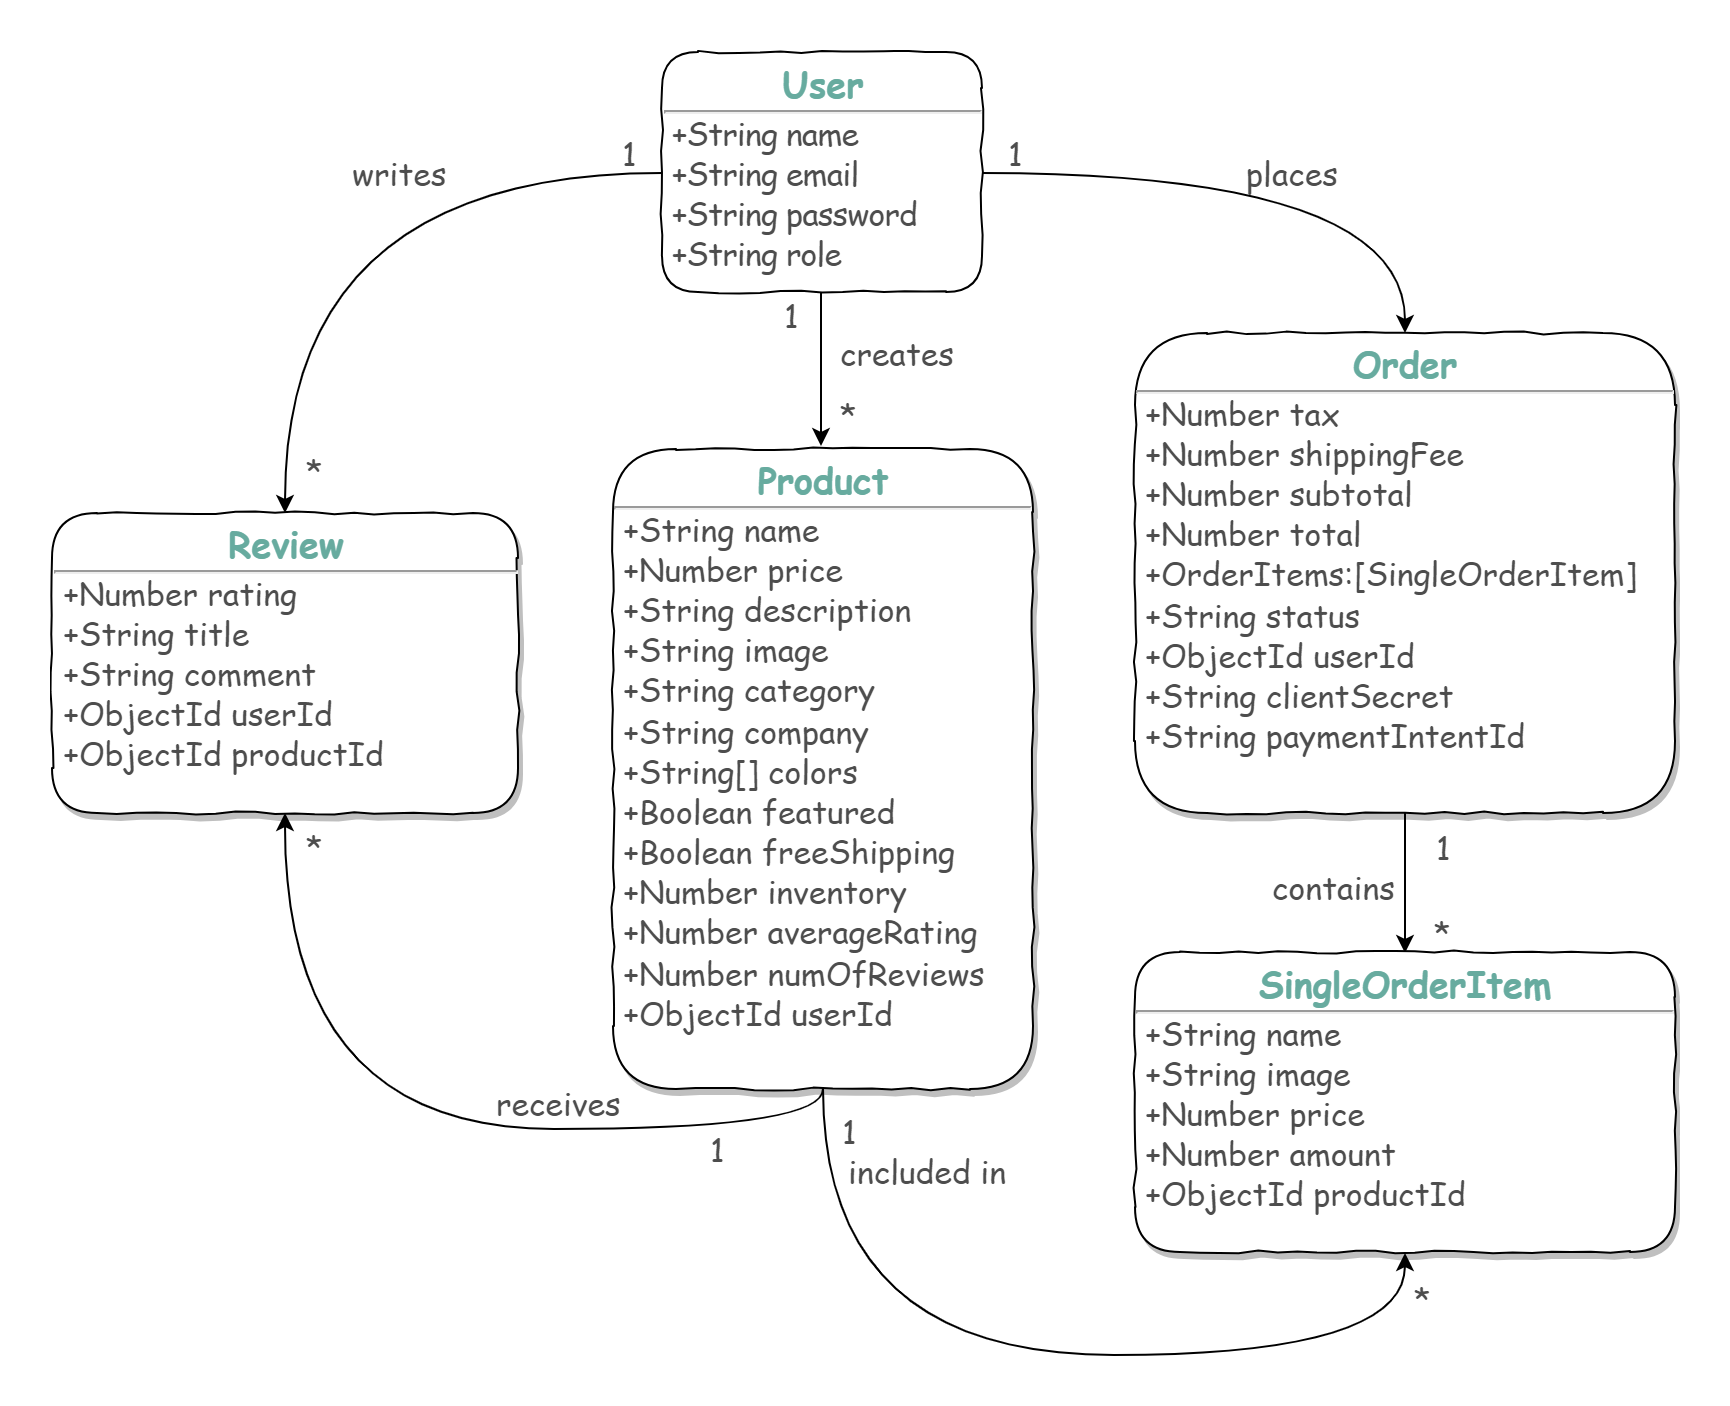 User
+String name
+String email
+String password
+String role
1
writes
*
1
places
1
creates
*
Review
+Number rating
+String title
+String comment
+ObjectId userId
+ObjectId productId
*
Product
+String name
+Number price
+String description
+String image
+String category
+String company
+String[] colors
+Boolean featured
+Boolean freeShipping
+Number inventory
+Number averageRating
+Number numOfReviews
+ObjectId userId
Order
+Number tax
+Number shippingFee
+Number subtotal
+Number total
+OrderItems:[SingleOrderItem]
+String status
+ObjectId userId
+String clientSecret
+String paymentIntentId
1
contains
*
SingleOrderItem
+String name
+String image
+Number price
+Number amount
+ObjectId productId
receives
1
1
included in
*